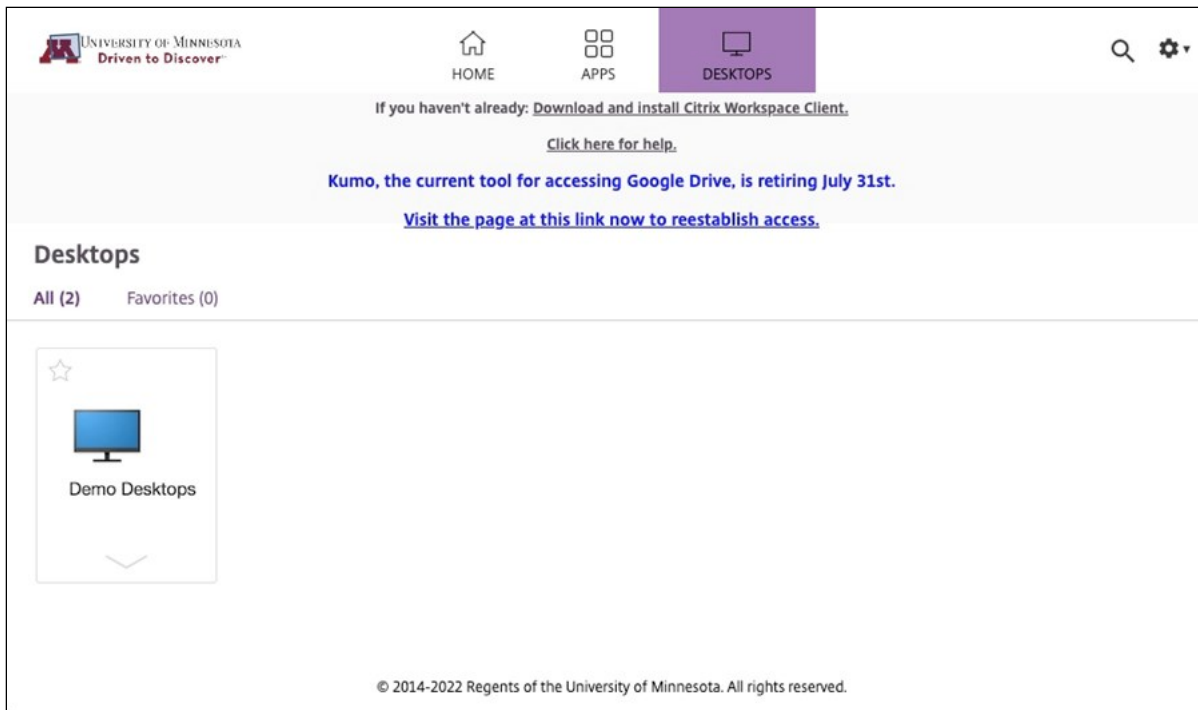 UNIVERSITY OF MINNESOTA
Driven to Discover
HOME
APPS
DESKTOPS
If you haven't already: Download and install Citrix Workspace Client.
Click here for help.
Kumo, the current tool for accessing Google Drive, is retiring July 31st.
Visit the page at this link now to reestablish access.
Desktops
All (2) Favorites (0)
Demo Desktops
© 2014-2022 Regents of the University of Minnesota. All rights reserved.